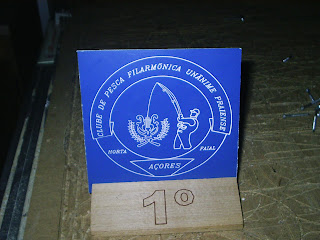 CLUBE DE PESCA FILARMÓNICA UNÂNIME PRAIENSE
HORTA FAIAL
AÇORES
1º